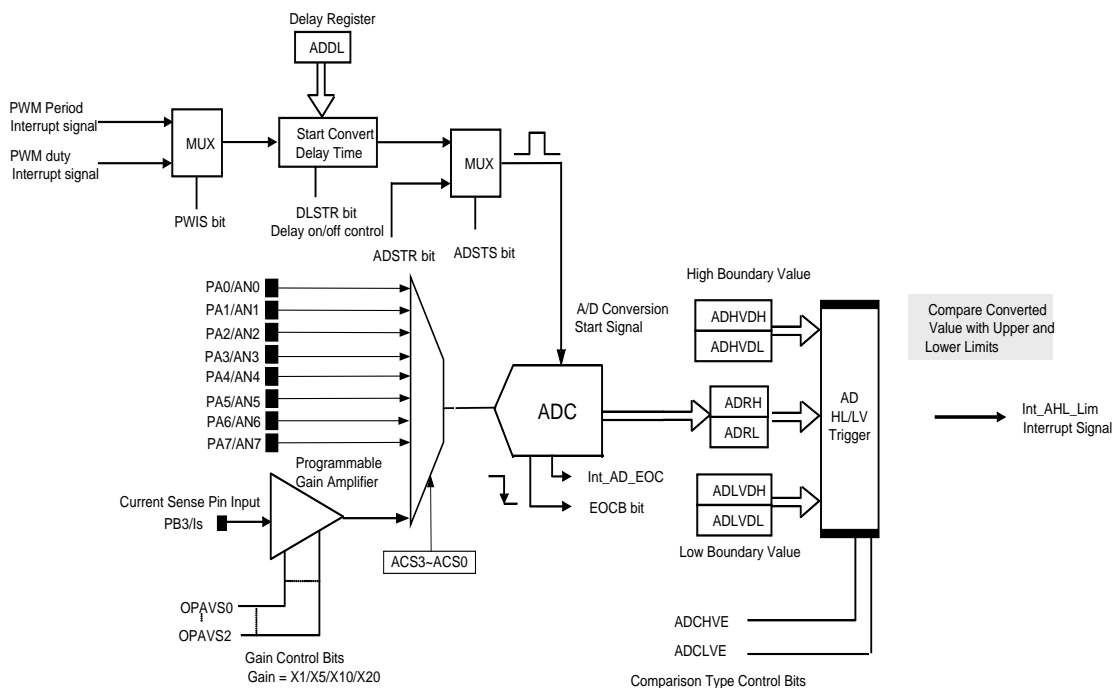 Delay Register
ADDL
PWM Period
Interrupt signal
PWM duty
Interrupt signal
MUX
Start Convert
Delay Time
MUX
PWIS bit
DLSTR bit
Delay on/off control
ADSTR bit
ADSTS bit
PA0/AN0
PA1/AN1
PA2/AN2
PA3/AN3
PA4/AN4
PA5/AN5
PA6/AN6
PA7/AN7
A/D Conversion
Start Signal
High Boundary Value
ADHVDH
ADHVDL
Compare Converted
Value with Upper and
Lower Limits
ADC
ADRH
ADRL
AD
HL/LV
Trigger
Int_AHL_Lim
Interrupt Signal
Programmable
Gain Amplifier
Int_AD_EOC
EOCB bit
Current Sense Pin Input
PB3/Is
ADLVDH
ADLVDL
Low Boundary Value
ACS3~ACS0
OPAVS0
OPAVS2
Gain Control Bits
Gain = X1/X5/X10/X20
ADCHVE
ADCLVE
Comparison Type Control Bits